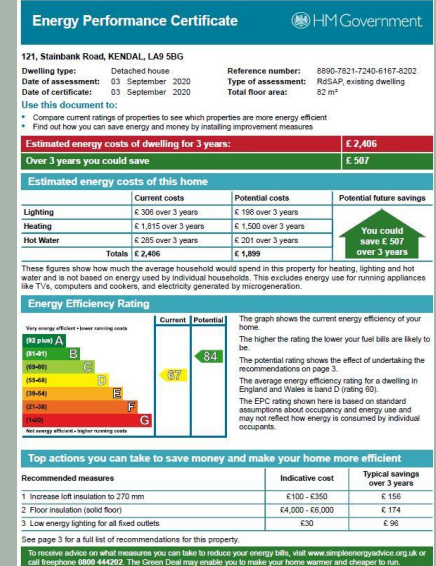 Energy Performance Certificate
HM Government
121, Stainbank Road, KENDAL, LA9 5BG
Dwelling type: Detached house
Date of assessment: 03 September 2020
Date of certificate: 03 September 2020
Reference number: 8890-7821-7240-6167-8202
Type of assessment: RdSAP, existing dwelling
Total floor area: 82 m²
Use this document to:
• Compare current ratings of properties to see which properties are more energy efficient
• Find out how you can save energy and money by installing improvement measures
Estimated energy costs of dwelling for 3 years: £ 2,406
Over 3 years you could save £ 507
Estimated energy costs of this home
Current costs Potential costs Potential future savings
Lighting £ 306 over 3 years £ 198 over 3 years
Heating £ 1,815 over 3 years £ 1,500 over 3 years
Hot Water £ 285 over 3 years £ 201 over 3 years
Totals £ 2,406 £ 1,899
You could
save £ 507
over 3 years
These figures show how much the average household would spend in this property for heating, lighting and hot
water and is not based on energy used by individual households. This excludes energy use for running appliances
like TVs, computers and cookers, and electricity generated by microgeneration.
Energy Efficiency Rating
Current Potential
Very energy efficient - lower running costs
(92 plus) A
(81-91) B
(69-80) C
(55-68) D
(39-54) E
(21-38) F
(1-20) G
Not energy efficient - higher running costs
67
84
The graph shows the current energy efficiency of your
home.
The higher the rating the lower your fuel bills are likely to
be.
The potential rating shows the effect of undertaking the
recommendations on page 3.
The average energy efficiency rating for a dwelling in
England and Wales is band D (rating 60).
The EPC rating shown here is based on standard
assumptions about occupancy and energy use and
may not reflect how energy is consumed by individual
occupants.
Top actions you can take to save money and make your home more efficient
Recommended measures Indicative cost Typical savings
over 3 years
1 Increase loft insulation to 270 mm £100 - £350 £ 156
2 Floor insulation (solid floor) £4,000 - £6,000 £ 174
3 Low energy lighting for all fixed outlets £30 £ 96
See page 3 for a full list of recommendations for this property.
To receive advice on what measures you can take to reduce your energy bills, visit www.simpleenergyadvice.org.uk or
call freephone 0800 444202. The Green Deal may enable you to make your home warmer and cheaper to run.